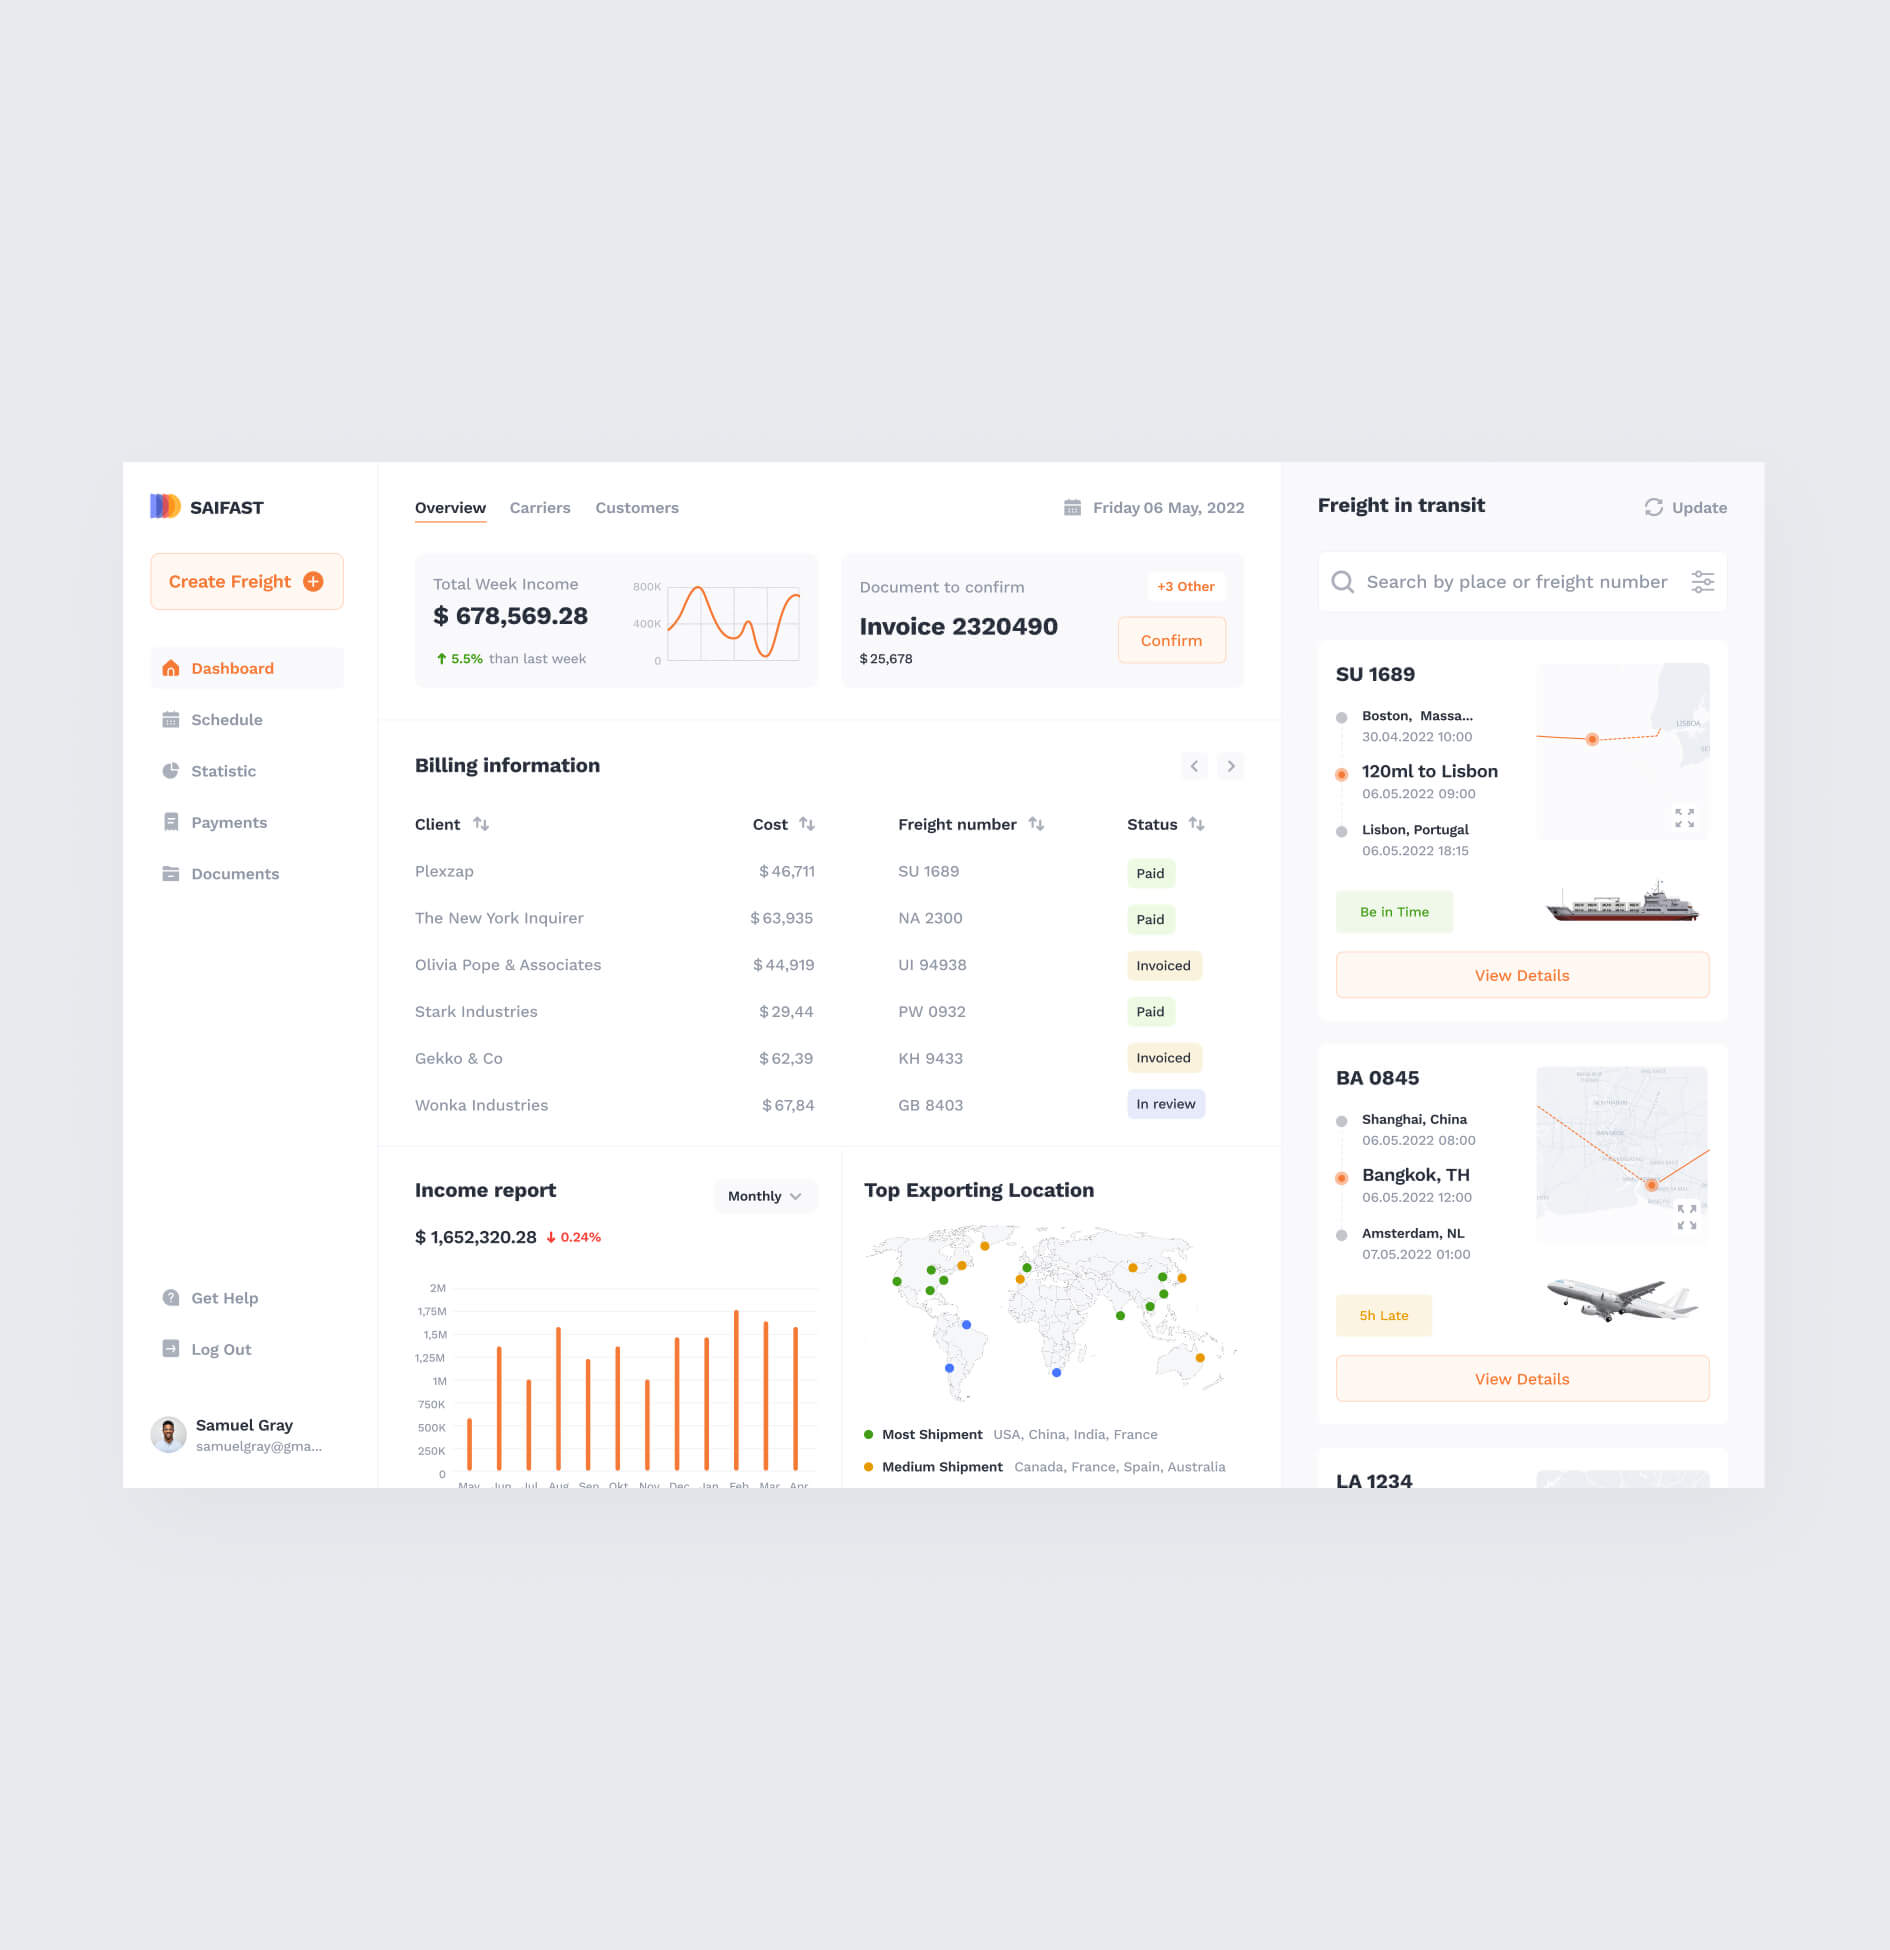 SAIFAST
Create Freight
Dashboard
Schedule
Statistic
Payments
Documents
Get Help
Log Out
Samuel Gray
samuelgray@gma...
Overview Carriers Customers
Friday 06 May, 2022
Total Week Income
$ 678,569.28
5.5% than last week
800K
400K
0
Document to confirm
+3 Other
Invoice 2320490
$ 25,678
Confirm
Billing information
Client Cost Freight number Status
Plexzap $ 46,711 SU 1689 Paid
The New York Inquirer $ 63,935 NA 2300 Paid
Olivia Pope & Associates $ 44,919 UI 94938 Invoiced
Stark Industries $ 29,44 PW 0932 Paid
Gekko & Co $ 62,39 KH 9433 Invoiced
Wonka Industries $ 67,84 GB 8403 In review
Income report
Monthly
$ 1,652,320.28 0.24%
2M
1,75M
1,5M
1,25M
1M
750K
500K
250K
0
May Jun Jul Aug Sep Okt Nov Dec Jan Feb Mar Apr
Top Exporting Location
Most Shipment USA, China, India, France
Medium Shipment Canada, France, Spain, Australia
Freight in transit
Update
Search by place or freight number
SU 1689
Boston, Massa...
30.04.2022 10:00
120ml to Lisbon
06.05.2022 09:00
Lisbon, Portugal
06.05.2022 18:15
LISBOA
Be in Time
View Details
BA 0845
Shanghai, China
06.05.2022 08:00
Bangkok, TH
06.05.2022 12:00
Amsterdam, NL
07.05.2022 01:00
5h Late
View Details
LA 1234